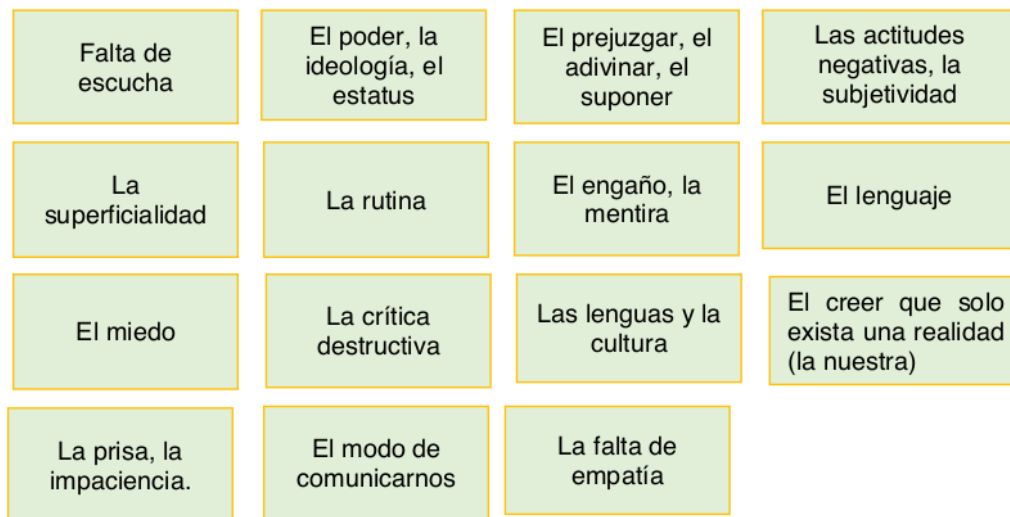 Falta de
escucha
El poder, la
ideología, el
estatus
El prejuzgar, el
adivinar, el
suponer
Las actitudes
negativas, la
subjetividad
La
superficialidad
La rutina
El engaño, la
mentira
El lenguaje
El miedo
La crítica
destructiva
Las lenguas y la
cultura
El creer que solo
exista una realidad
(la nuestra)
La prisa, la
impaciencia.
El modo de
comunicarnos
La falta de
empatía